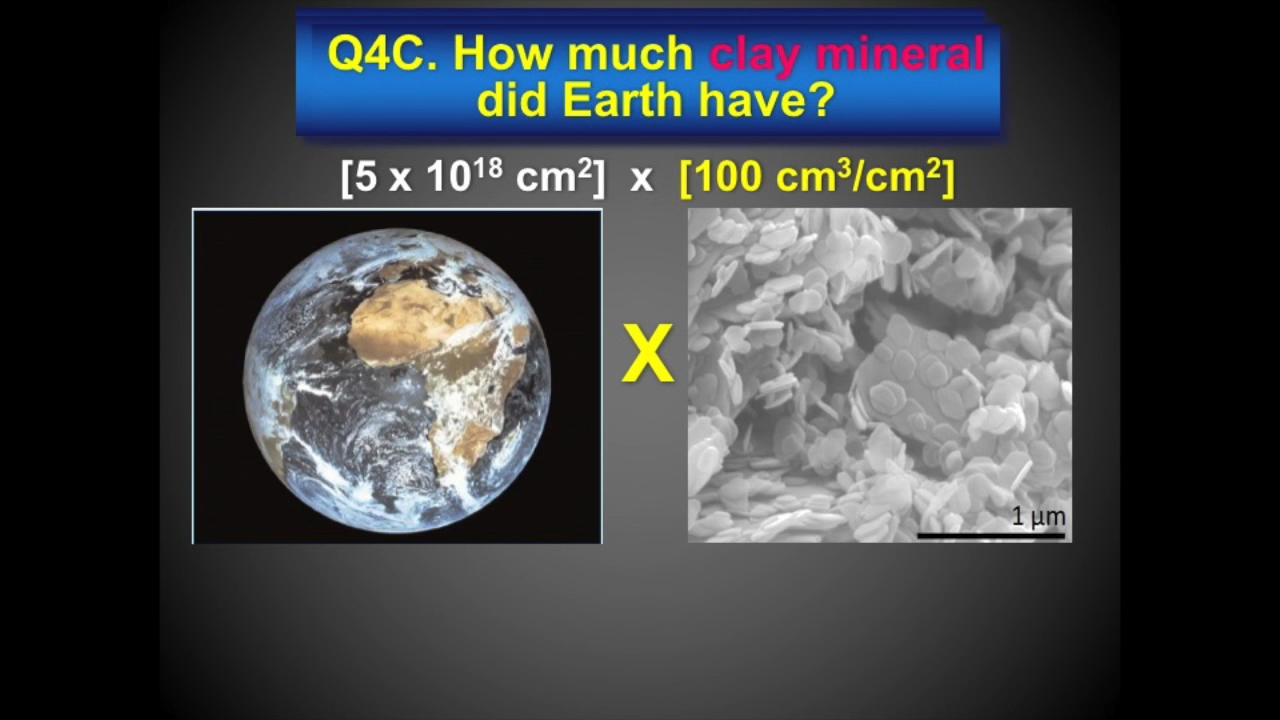 Q4C. How much clay mineral
did Earth have?
[5 x 10¹⁸ cm²] x [100 cm³/cm²]
X
1 μm